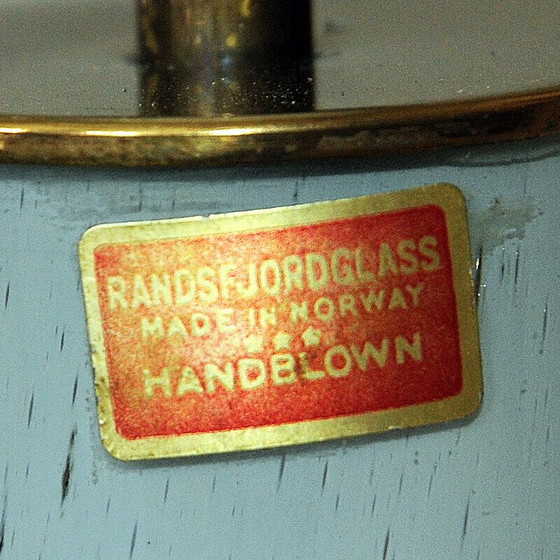 RANDSFJORDGLASS
MADE IN NORWAY
★★★
HANDBLOWN